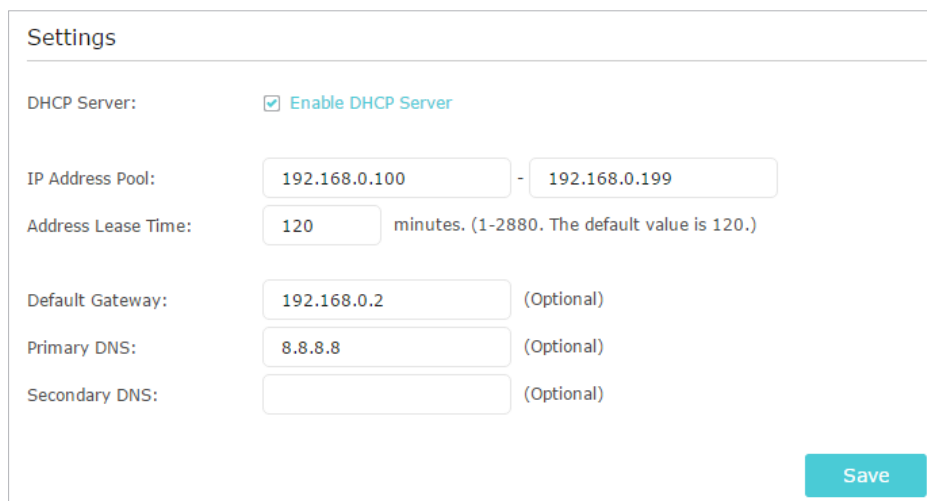 Settings
DHCP Server: Enable DHCP Server
IP Address Pool: 192.168.0.100 - 192.168.0.199
Address Lease Time: 120 minutes. (1-2880. The default value is 120.)
Default Gateway: 192.168.0.2 (Optional)
Primary DNS: 8.8.8.8 (Optional)
Secondary DNS: (Optional)
Save